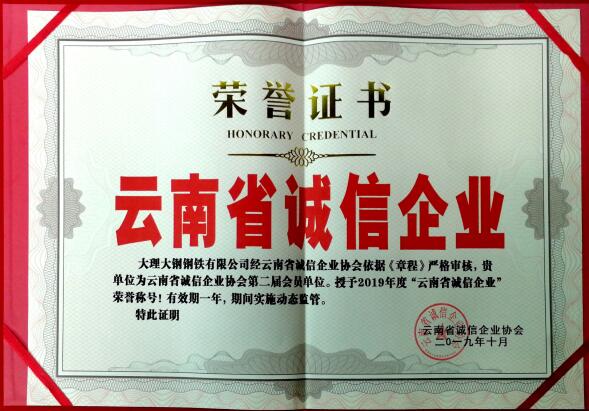 荣誉证书
HONORARY CREDENTIAL
云南省诚信企业
大理大钢钢铁有限公司经云南省诚信企业协会依据《章程》严格审核，贵
单位为云南省诚信企业协会第二届会员单位。授予2019年度“云南省诚信企业”
荣誉称号！有效期一年，期间实施动态监管。
特此证明
云南省诚信企业协会
二〇一九年十月